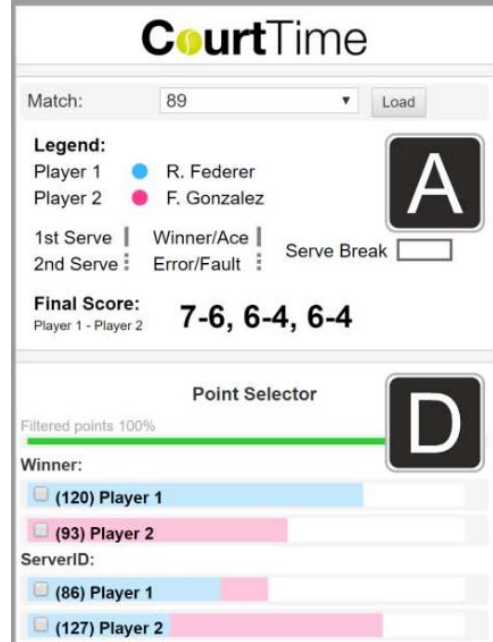 CourtTime
Match: 89 Load
Legend:
Player 1 R. Federer
Player 2 F. Gonzalez
A
1st Serve Winner/Ace
2nd Serve Error/Fault
Serve Break
Final Score:
Player 1 - Player 2
7-6, 6-4, 6-4
Point Selector
D
Filtered points 100%
Winner:
(120) Player 1
(93) Player 2
ServerID:
(86) Player 1
(127) Player 2